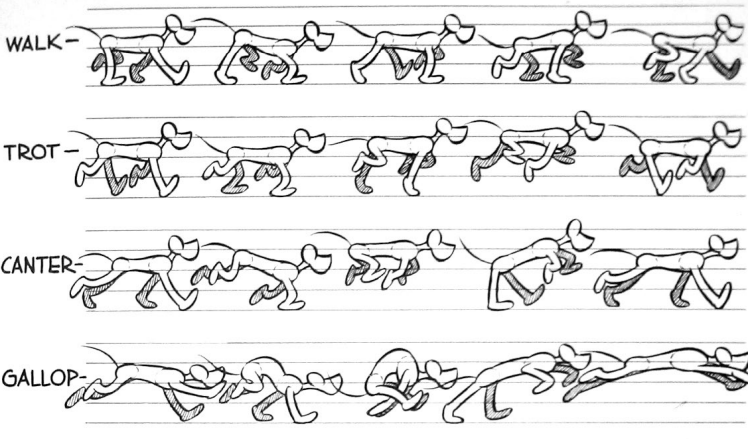 WALK-
TROT-
CANTER-
GALLOP-